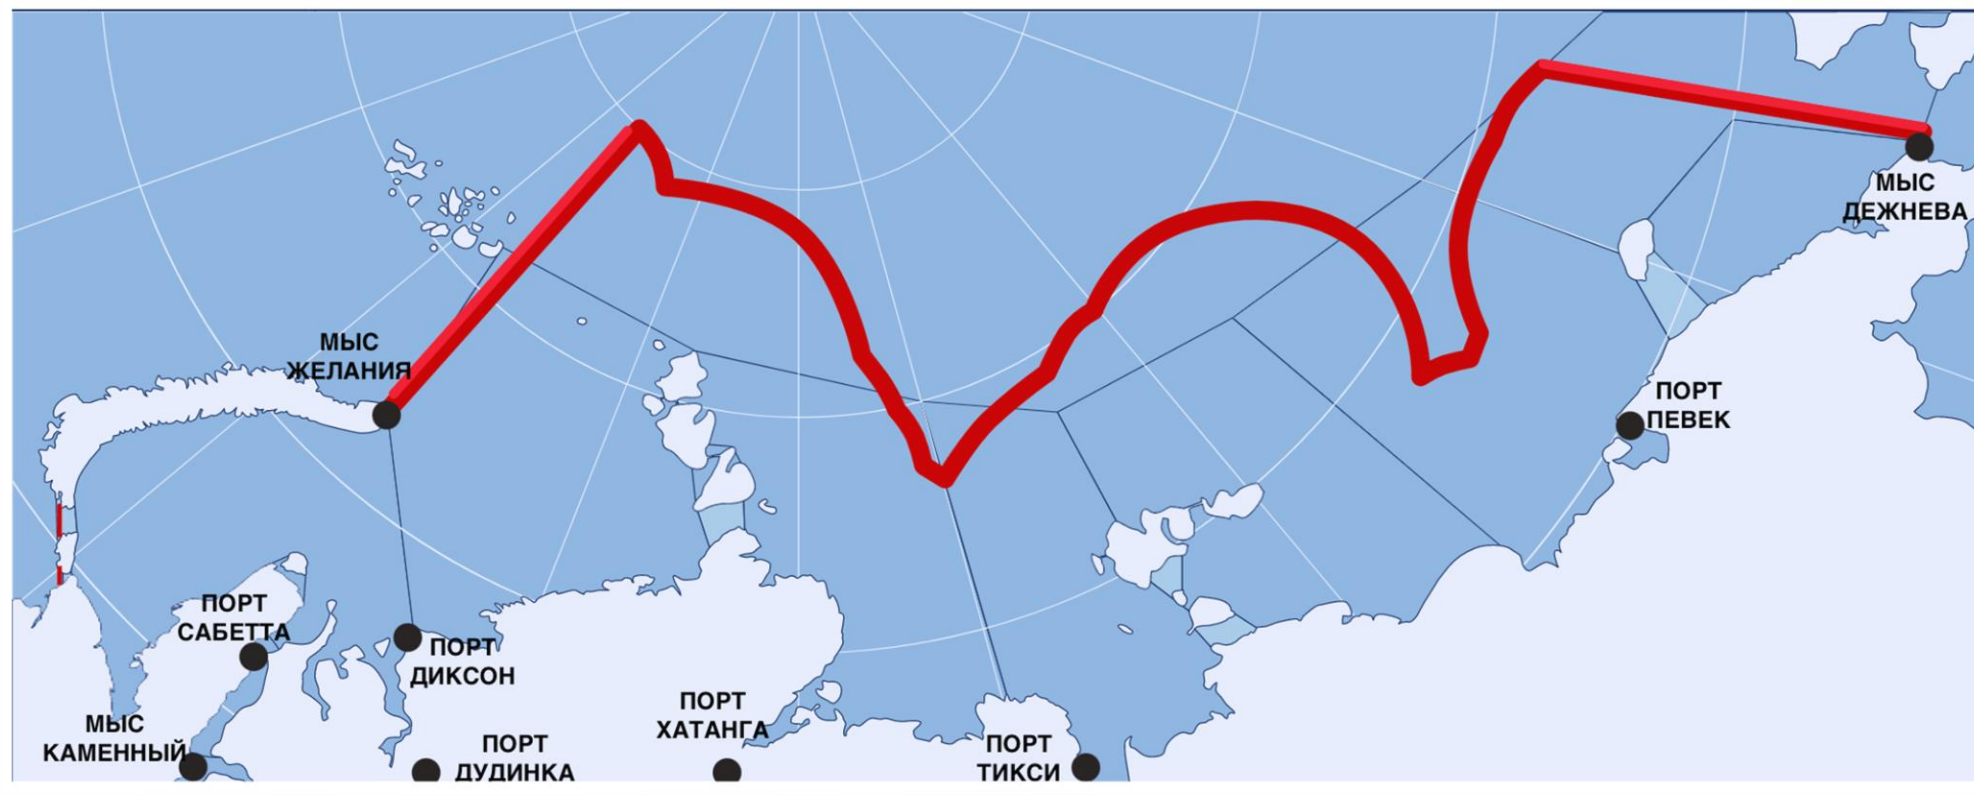 МЫС
ДЕЖНЕВА
МЫС
ЖЕЛАНИЯ
ПОРТ
ПЕВЕК
ПОРТ
САБЕТТА
ПОРТ
ДИКСОН
МЫС
КАМЕННЫЙ
ПОРТ
ДУДИНКА
ПОРТ
ХАТАНГА
ПОРТ
ТИКСИ